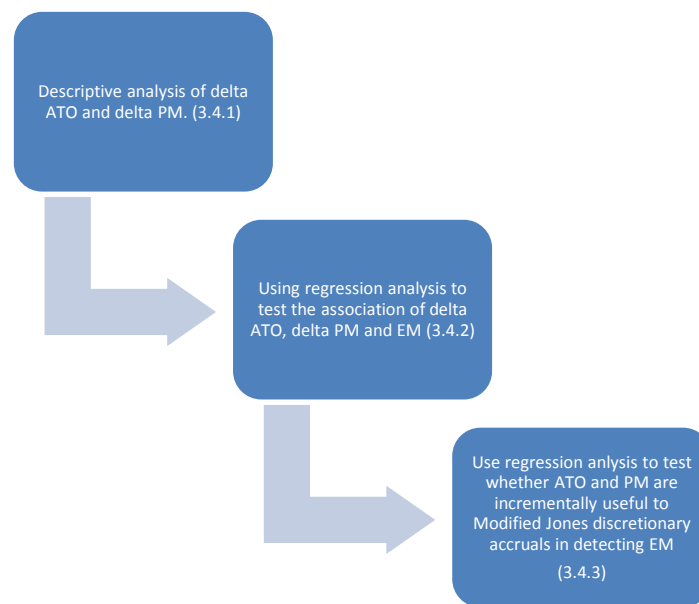 Descriptive analysis of delta
ATO and delta PM. (3.4.1)
Using regression analysis to
test the association of delta
ATO, delta PM and EM (3.4.2)
Use regression anlysis to test
whether ATO and PM are
incrementally useful to
Modified Jones discretionary
accruals in detecting EM
(3.4.3)